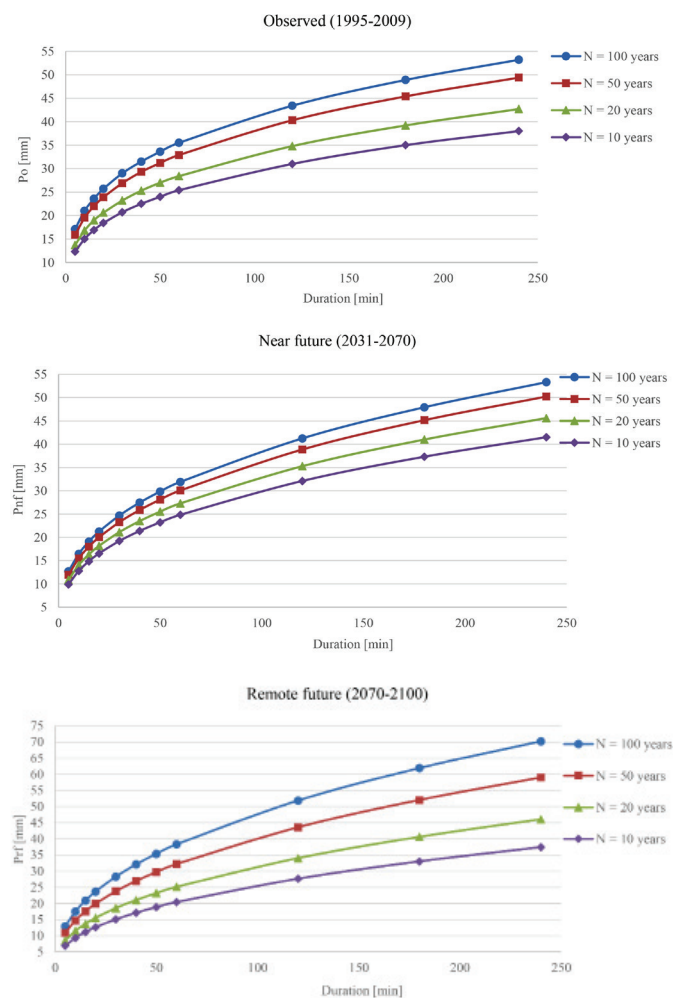 Observed (1995-2009)
55
50
45
40
35
30
25
20
15
10
Po [mm]
0
50
100
150
200
250
Duration [min]
N = 100 years
N = 50 years
N = 20 years
N = 10 years
Near future (2031-2070)
55
50
45
40
35
30
25
20
15
10
5
Pnf [mm]
0
50
100
150
200
250
Duration [min]
N = 100 years
N = 50 years
N = 20 years
N = 10 years
Remote future (2070-2100)
75
70
65
60
55
50
45
40
35
30
25
20
15
10
5
Prf [mm]
0
50
100
150
200
250
Duration [min]
N = 100 years
N = 50 years
N = 20 years
N = 10 years